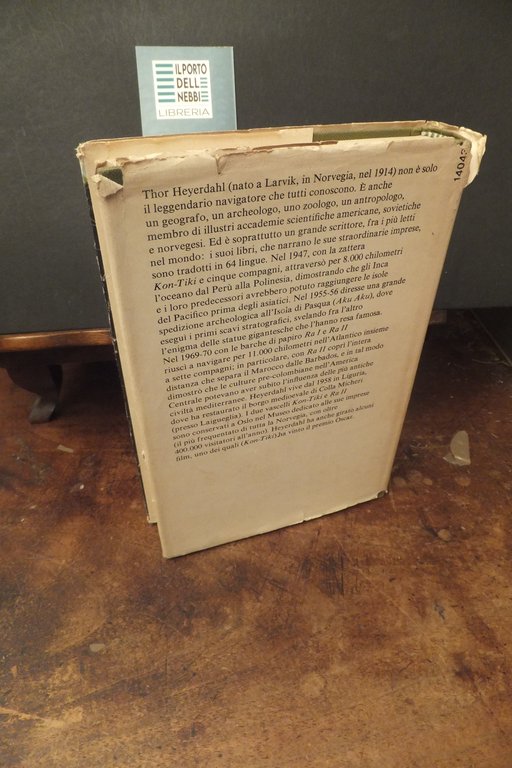 IL PORTO
DELLE
NEBBI
LIBRERIA
14043
Thor Heyerdahl (nato a Larvik, in Norvegia, nel 1914) non è solo
il leggendario navigatore che tutti conoscono. È anche
un geografo, un archeologo, uno zoologo, un antropologo,
membro di illustri accademie scientifiche americane, sovietiche
e norvegesi. Ed è soprattutto un grande scrittore, fra i più letti
nel mondo: i suoi libri, che narrano le sue straordinarie imprese,
sono tradotti in 64 lingue. Nel 1947, con la zattera
Kon-Tiki e cinque compagni, attraversò per 8.000 chilometri
l'oceano dal Perù alla Polinesia, dimostrando che gli Inca
e i loro predecessori avrebbero potuto raggiungere le isole
del Pacifico prima degli asiatici. Nel 1955-56 diresse una grande
spedizione archeologica all'Isola di Pasqua (Aku Aku), dove
eseguì i primi scavi stratografici, svelando fra l'altro
l'enigma delle statue gigantesche che l'hanno resa famosa.
Nel 1969-70 con le barche di papiro Ra I e Ra II
riuscì a navigare per 11.000 chilometri nell'Atlantico insieme
a sette compagni; in particolare, con Ra II coprì l'intera
distanza che separa il Marocco dalle Barbados, e in tal modo
dimostrò che le culture pre-colombiane nell'America
Centrale potevano aver subito l'influenza delle più antiche
civiltà mediterranee. Heyerdahl vive dal 1958 in Liguria,
dove ha restaurato il borgo medioevale di Colla Micheri
(presso Laigueglia). I due vascelli Kon-Tiki e Ra II
sono conservati a Oslo nel Museo dedicato alle sue imprese
(il più frequentato di tutta la Norvegia, con oltre
400.000 visitatori all'anno). Heyerdahl ha anche girato alcuni
film, uno dei quali (Kon-Tiki) ha vinto il premio Oscar.